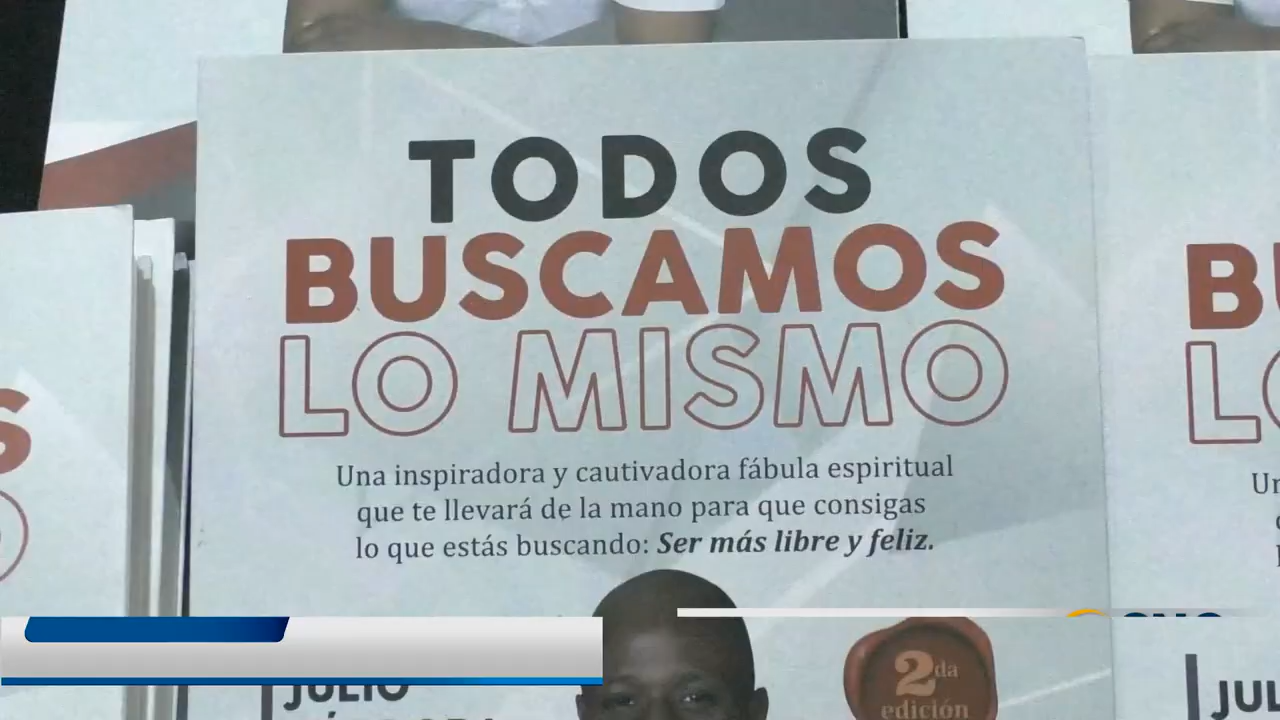 TODOS
BUSCAMOS
LO MISMO
Una inspiradora y cautivadora fábula espiritual
que te llevará de la mano para que consigas
lo que estás buscando: Ser más libre y feliz.
JULIO
2da
edición